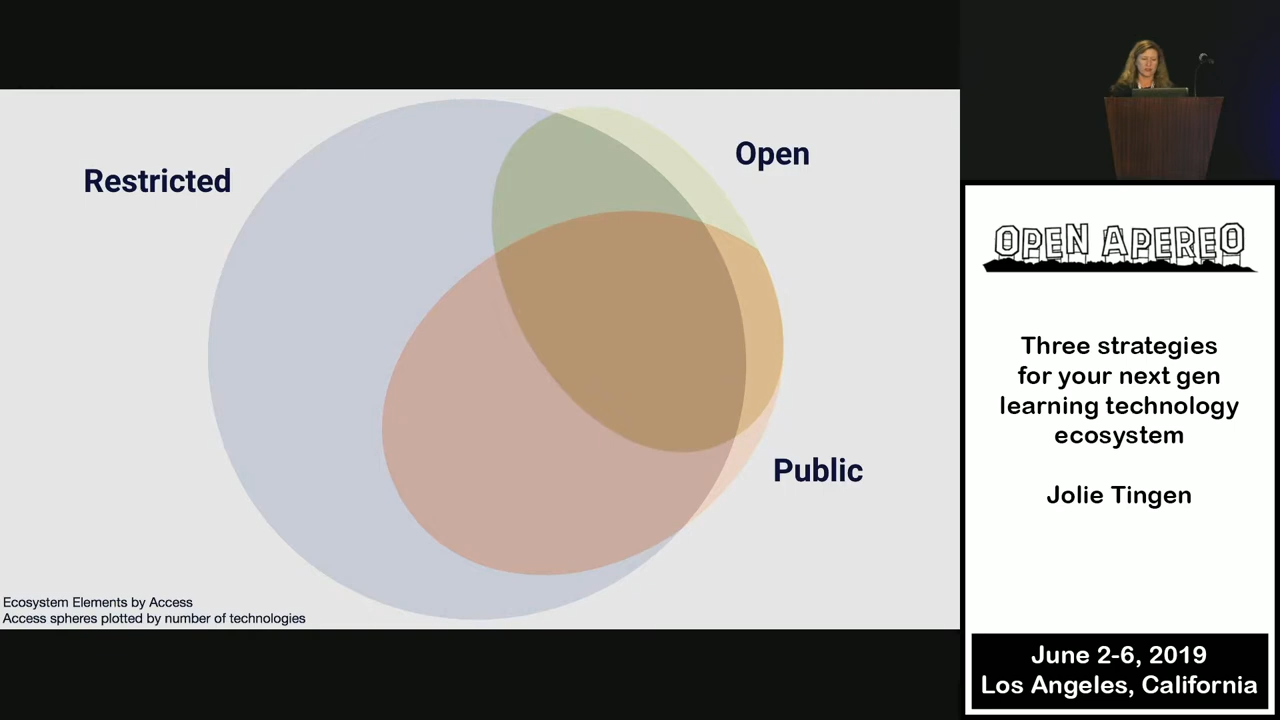 Restricted
Open
Public
Ecosystem Elements by Access
Access spheres plotted by number of technologies
OPEN APEREO
Three strategies
for your next gen
learning technology
ecosystem
Jolie Tingen
June 2-6, 2019
Los Angeles, California